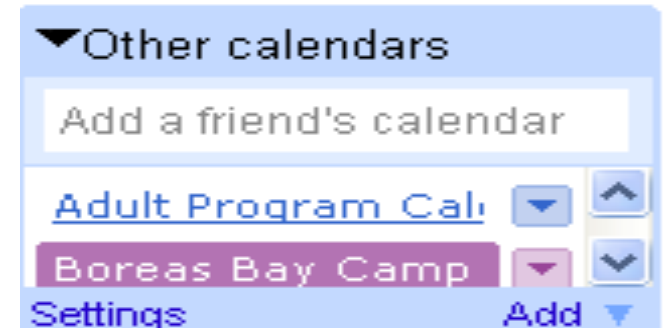 Other calendars
Add a friend's calendar
Adult Program Cal
Boreas Bay Camp
Settings Add